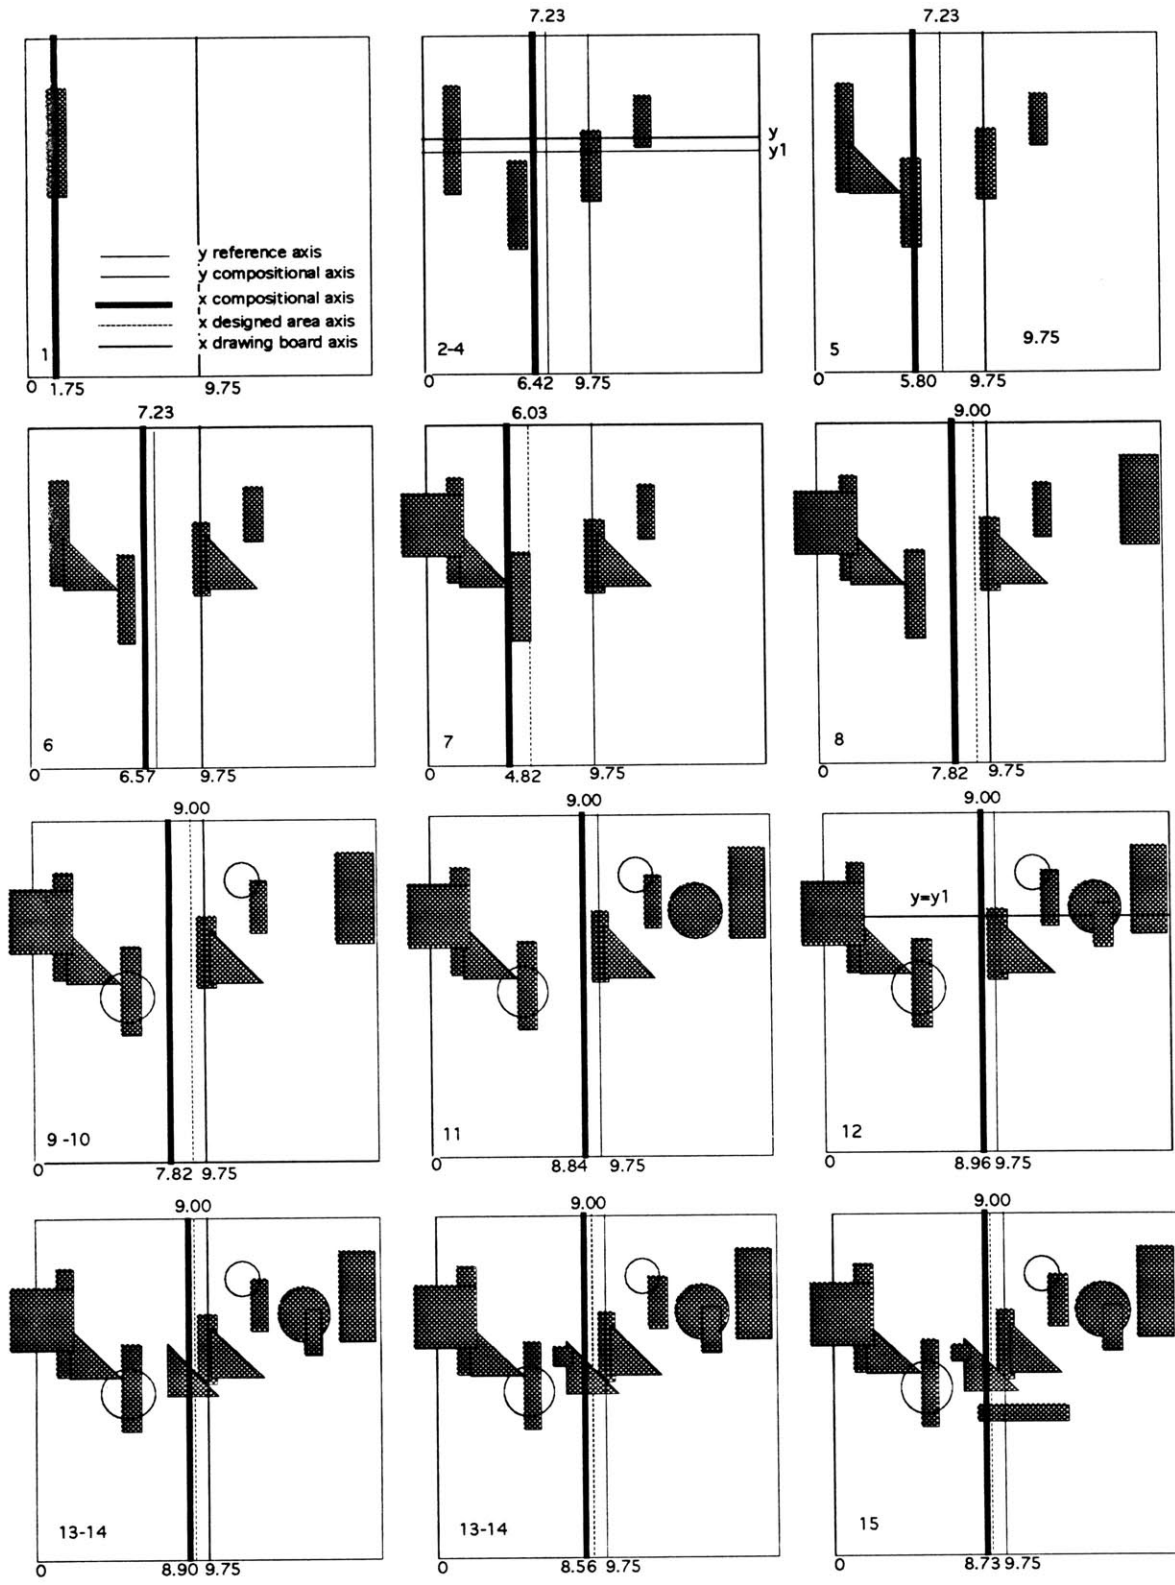 7.23
7.23
y reference axis
y compositional axis
x compositional axis
x designed area axis
x drawing board axis
1
0 1.75 9.75
y
y1
2-4
0 6.42 9.75
9.75
5
0 5.80 9.75
7.23
6.03
9.00
6
0 6.57 9.75
7
0 4.82 9.75
8
0 7.82 9.75
9.00
9.00
9.00
9 -10
0 7.82 9.75
11
0 8.84 9.75
y=y1
12
0 8.96 9.75
9.00
9.00
9.00
13-14
0 8.90 9.75
13-14
0 8.56 9.75
15
0 8.73 9.75